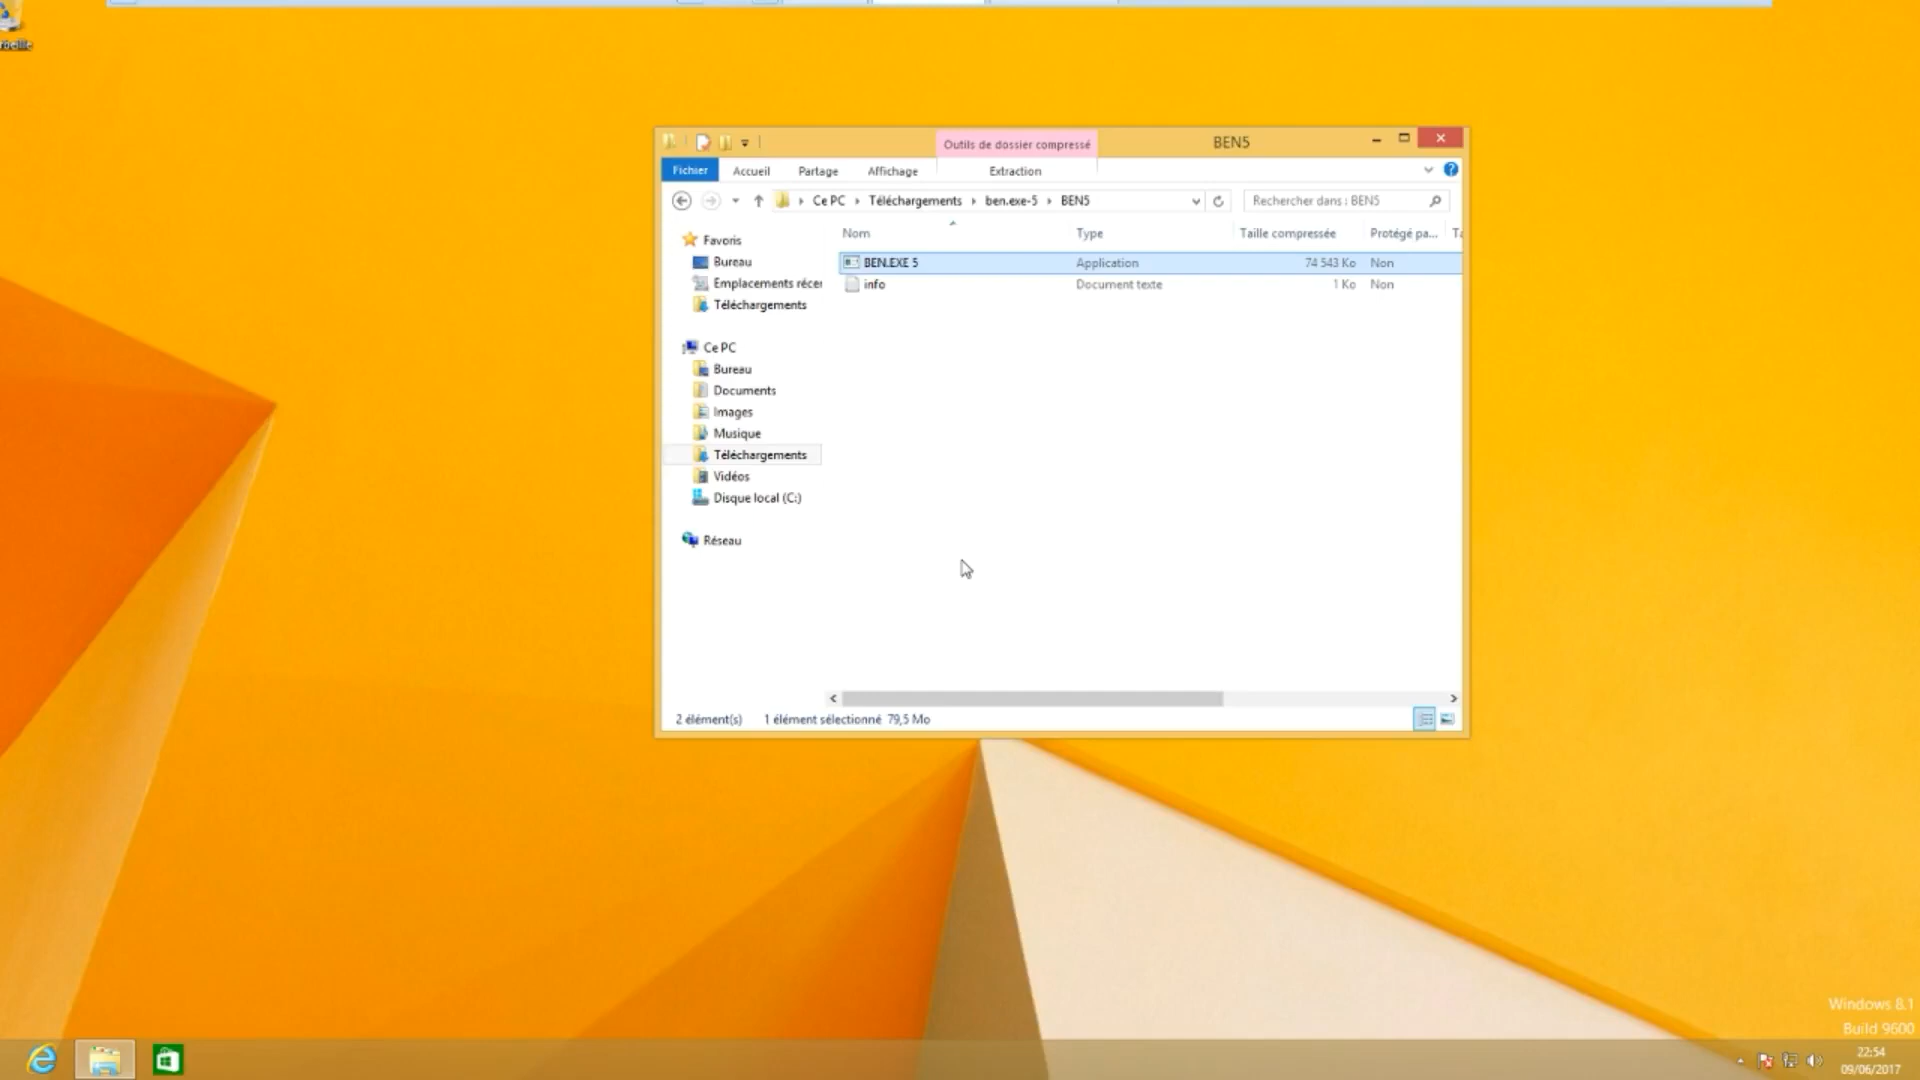 Outils de dossier compressé
BEN5
Fichier
Accueil
Partage
Affichage
Extraction
Ce PC
Téléchargements
ben.exe-5
BEN5
Rechercher dans : BEN5
Nom
Type
Taille compressée
Protégé pa...
Favoris
Bureau
Emplacements récer
Téléchargements
BEN.EXE 5
Application
74 543 Ko
Non
info
Document texte
1 Ko
Non
Ce PC
Bureau
Documents
Images
Musique
Téléchargements
Vidéos
Disque local (C:)
Réseau
2 élément(s)
1 élément sélectionné 79,5 Mo
Windows 8.1
Build 9600
22:54
09/06/2017